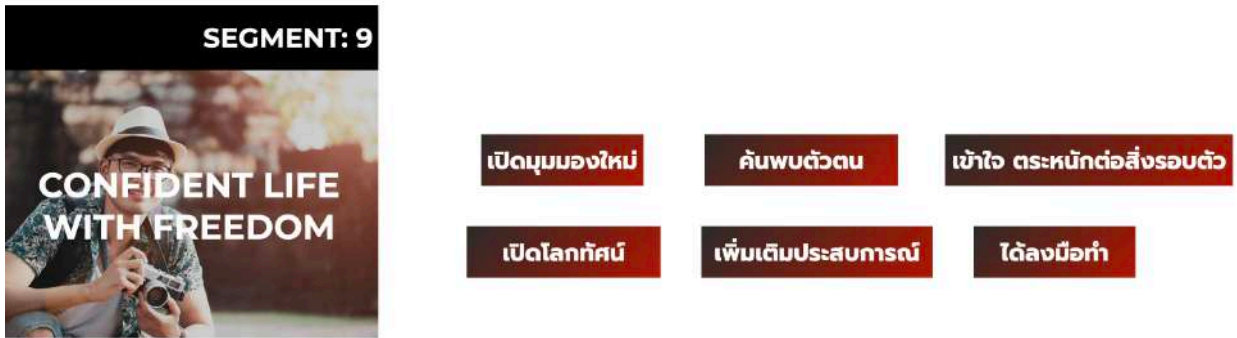 SEGMENT: 9
CONFIDENT LIFE
WITH FREEDOM
เปิดมุมมองใหม่
ค้นพบตัวตน
เข้าใจ ตระหนักต่อสิ่งรอบตัว
เปิดโลกทัศน์
เพิ่มเติมประสบการณ์
ได้ลงมือทำ